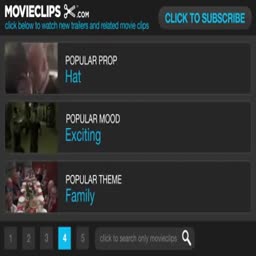 MOVIECLIPS .COM
click below to watch new trailers and related movie clips
CLICK TO SUBSCRIBE
POPULAR PROP
Hat
POPULAR MOOD
Exciting
POPULAR THEME
Family
1 2 3 4 5
click to search only movieclips